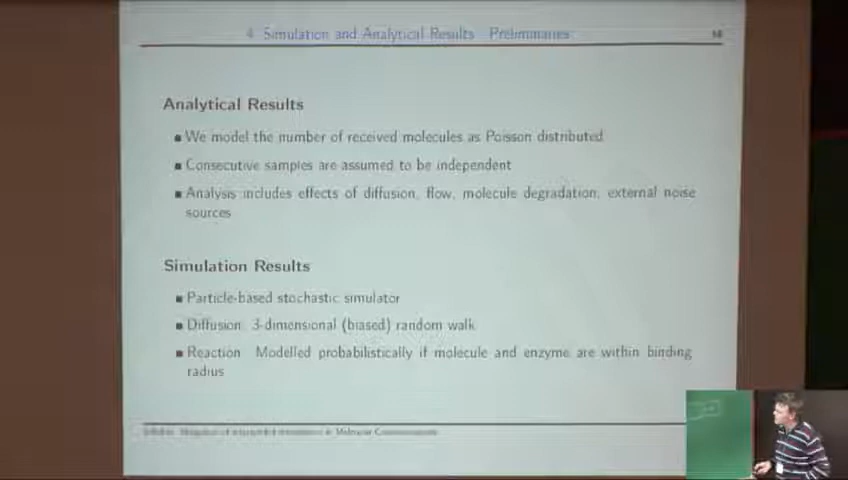 4 Simulation and Analytical Results Preliminaries
Analytical Results
■ We model the number of received molecules as Poisson distributed
■ Consecutive samples are assumed to be independent
■ Analysis includes effects of diffusion, flow, molecule degradation, external noise
sources
Simulation Results
■ Particle-based stochastic simulator
■ Diffusion: 3-dimensional (biased) random walk
■ Reaction: Modelled probabilistically if molecule and enzyme are within binding
radius
Molecular Communications